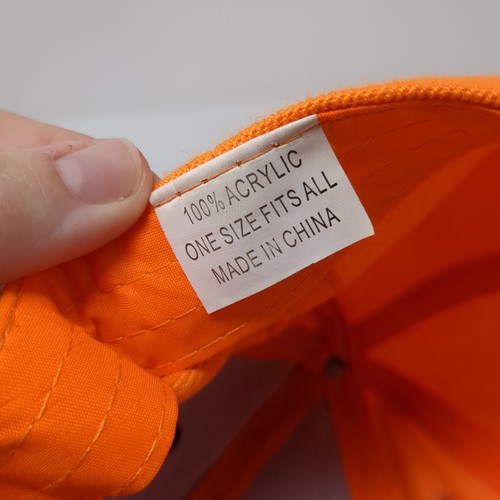 100% ACRYLIC
ONE SIZE FITS ALL
MADE IN CHINA